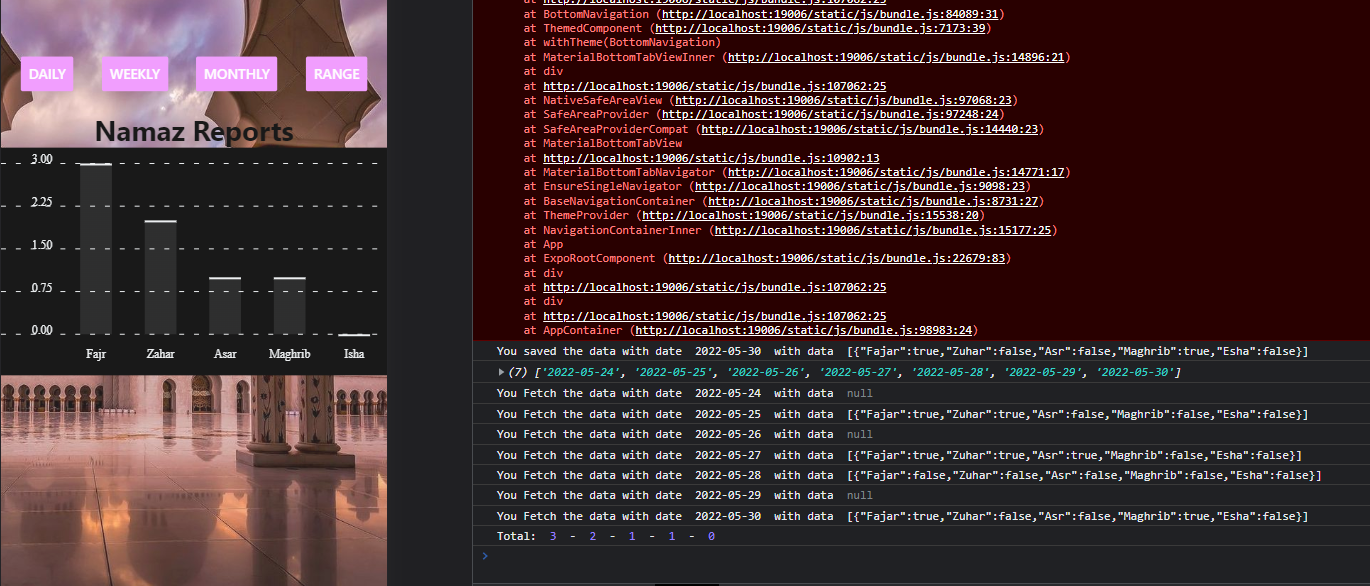 DAILY WEEKLY MONTHLY RANGE
Namaz Reports
3.00
2.25
1.50
0.75
0.00
Fajr Zahar Asar Maghrib Isha
at http://localhost:19006/static/js/bundle.js:107062:25
at BottomNavigation (http://localhost:19006/static/js/bundle.js:84089:31)
at ThemedComponent (http://localhost:19006/static/js/bundle.js:7173:39)
at withTheme(BottomNavigation)
at MaterialBottomTabViewInner (http://localhost:19006/static/js/bundle.js:14896:21)
at div
at http://localhost:19006/static/js/bundle.js:107062:25
at NativeSafeAreaView (http://localhost:19006/static/js/bundle.js:97068:23)
at SafeAreaProvider (http://localhost:19006/static/js/bundle.js:97248:24)
at SafeAreaProviderCompat (http://localhost:19006/static/js/bundle.js:14440:23)
at MaterialBottomTabView
at http://localhost:19006/static/js/bundle.js:10902:13
at MaterialBottomTabNavigator (http://localhost:19006/static/js/bundle.js:14771:17)
at EnsureSingleNavigator (http://localhost:19006/static/js/bundle.js:9098:23)
at BaseNavigationContainer (http://localhost:19006/static/js/bundle.js:8731:27)
at ThemeProvider (http://localhost:19006/static/js/bundle.js:15538:20)
at NavigationContainerInner (http://localhost:19006/static/js/bundle.js:15177:25)
at App
at ExpoRootComponent (http://localhost:19006/static/js/bundle.js:22679:83)
at div
at http://localhost:19006/static/js/bundle.js:107062:25
at div
at http://localhost:19006/static/js/bundle.js:107062:25
at AppContainer (http://localhost:19006/static/js/bundle.js:98983:24)
You saved the data with date 2022-05-30 with data [{"Fajar":true,"Zuhar":false,"Asr":false,"Maghrib":true,"Esha":false}]
(7) ['2022-05-24', '2022-05-25', '2022-05-26', '2022-05-27', '2022-05-28', '2022-05-29', '2022-05-30']
You Fetch the data with date 2022-05-24 with data null
You Fetch the data with date 2022-05-25 with data [{"Fajar":true,"Zuhar":true,"Asr":false,"Maghrib":false,"Esha":false}]
You Fetch the data with date 2022-05-26 with data null
You Fetch the data with date 2022-05-27 with data [{"Fajar":true,"Zuhar":true,"Asr":true,"Maghrib":false,"Esha":false}]
You Fetch the data with date 2022-05-28 with data [{"Fajar":false,"Zuhar":false,"Asr":false,"Maghrib":false,"Esha":false}]
You Fetch the data with date 2022-05-29 with data null
You Fetch the data with date 2022-05-30 with data [{"Fajar":true,"Zuhar":false,"Asr":false,"Maghrib":true,"Esha":false}]
Total: 3 - 2 - 1 - 1 - 0